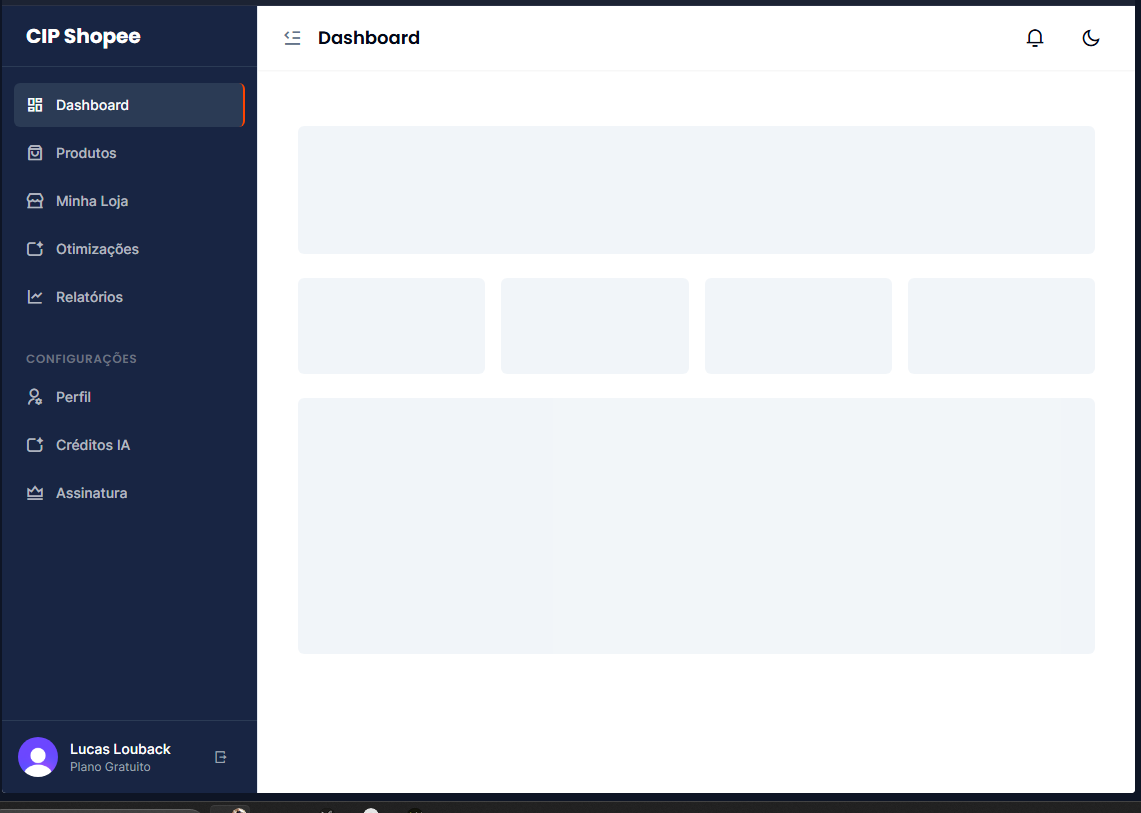 CIP Shopee
Dashboard
Dashboard
Produtos
Minha Loja
Otimizações
Relatórios
CONFIGURAÇÕES
Perfil
Créditos IA
Assinatura
Lucas Louback
Plano Gratuito